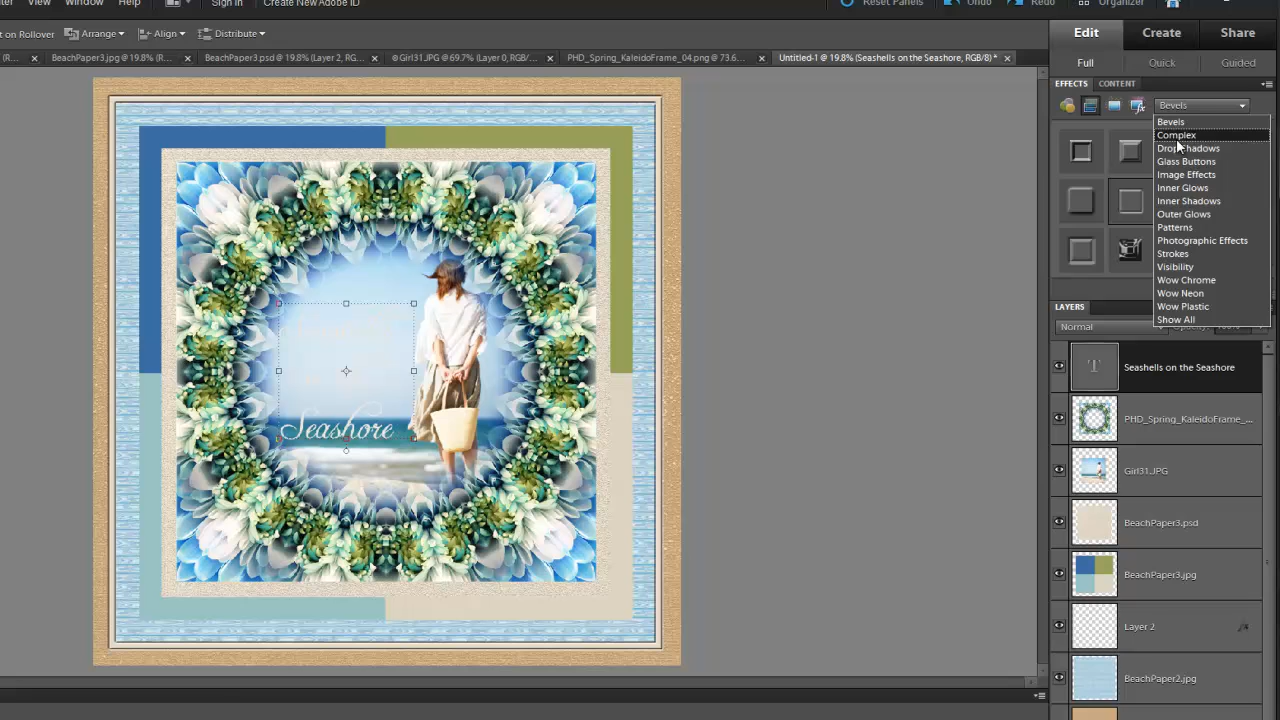 View Window Help Sign In Create New Adobe ID Reset Panels Undo Redo Organizer
t on Rollover Arrange Align Distribute Edit Create Share
(R... BeachPaper3.jpg @ 19.8% (R... BeachPaper3.psd @ 19.8% (Layer 2, RG... Girl31.JPG @ 69.7% (Layer 0, RGB/... PHD_Spring_KaleidoFrame_04.png @ 73.6... Untitled-1 @ 19.8% (Seashells on the Seashore, RGB/8) *
Full Quick Guided
EFFECTS CONTENT
Bevels
Bevels
Complex
Drop Shadows
Glass Buttons
Image Effects
Inner Glows
Inner Shadows
Outer Glows
Patterns
Photographic Effects
Strokes
Visibility
Wow Chrome
Wow Neon
Wow Plastic
Show All
LAYERS
Normal Opacity: 100%
Seashore
T Seashells on the Seashore
PHD_Spring_KaleidoFrame_...
Girl31.JPG
BeachPaper3.psd
BeachPaper3.jpg
Layer 2
BeachPaper2.jpg